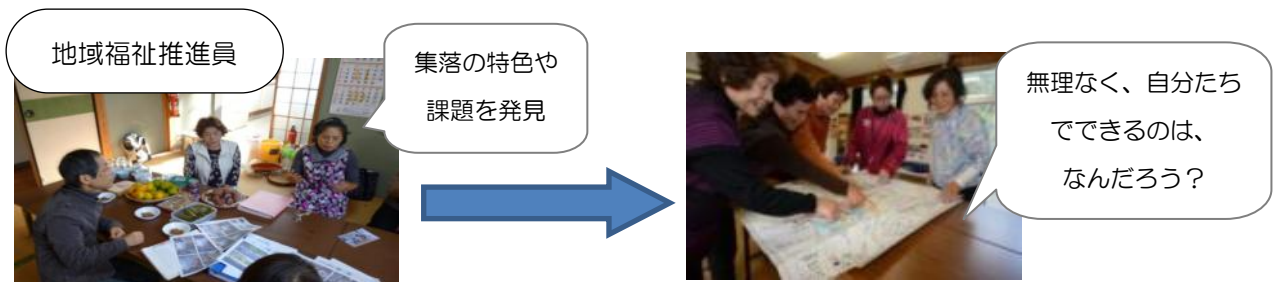 地域福祉推進員
集落の特色や
課題を発見
無理なく、自分たち
でできるのは、
なんだろう？